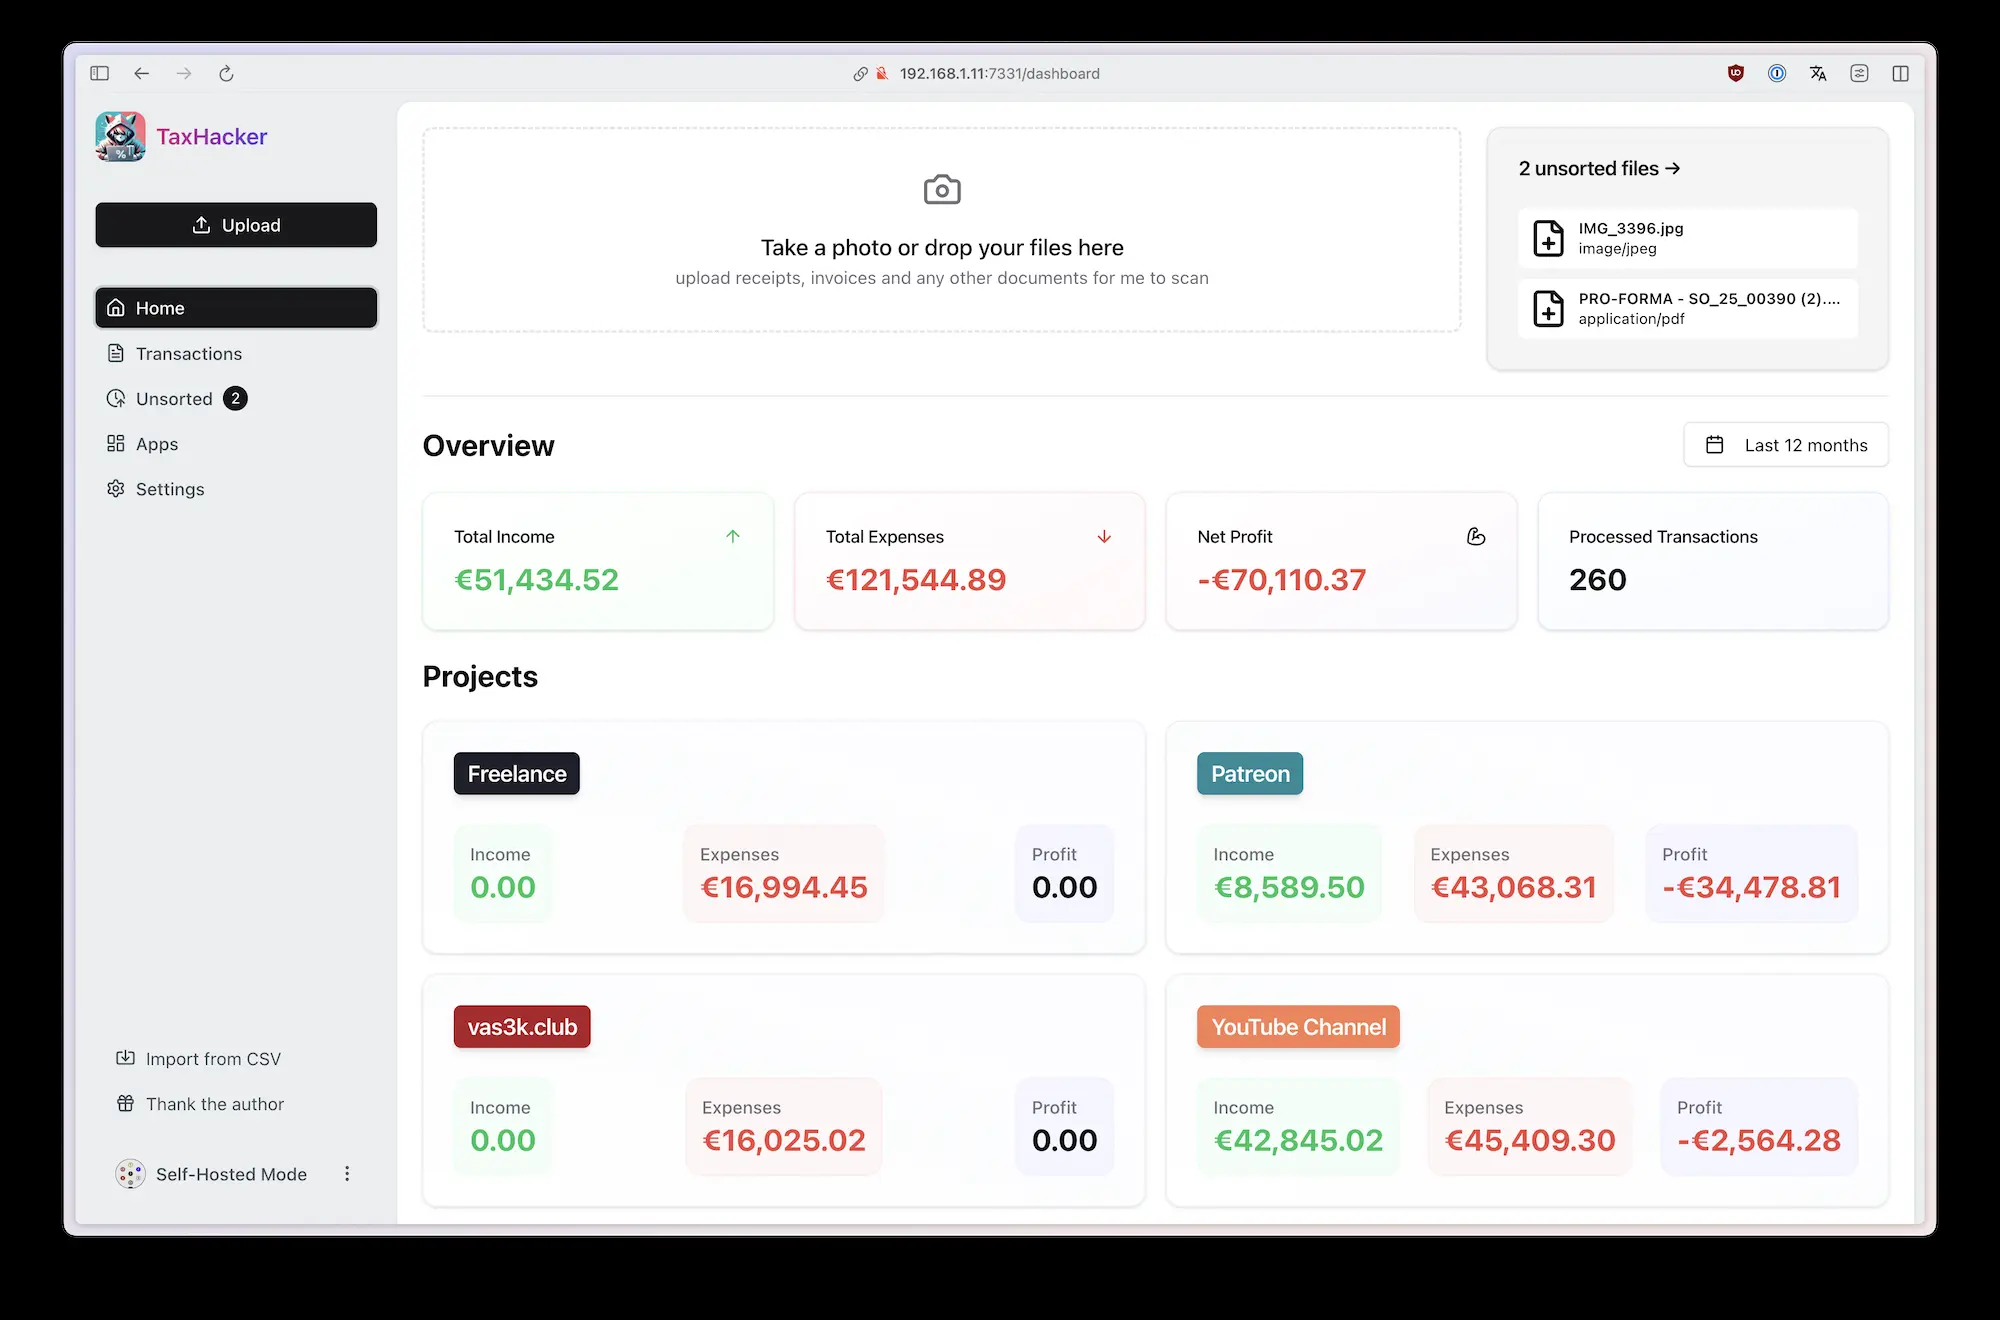 192.168.1.11:7331/dashboard
TaxHacker
Upload
Home
Transactions
Unsorted 2
Apps
Settings
Import from CSV
Thank the author
Self-Hosted Mode
Take a photo or drop your files here
upload receipts, invoices and any other documents for me to scan
2 unsorted files →
IMG_3396.jpg
image/jpeg
PRO-FORMA - SO_25_00390 (2)....
application/pdf
Overview
Last 12 months
Total Income
€51,434.52
Total Expenses
€121,544.89
Net Profit
-€70,110.37
Processed Transactions
260
Projects
Freelance
Income
0.00
Expenses
€16,994.45
Profit
0.00
Patreon
Income
€8,589.50
Expenses
€43,068.31
Profit
-€34,478.81
vas3k.club
Income
0.00
Expenses
€16,025.02
Profit
0.00
YouTube Channel
Income
€42,845.02
Expenses
€45,409.30
Profit
-€2,564.28